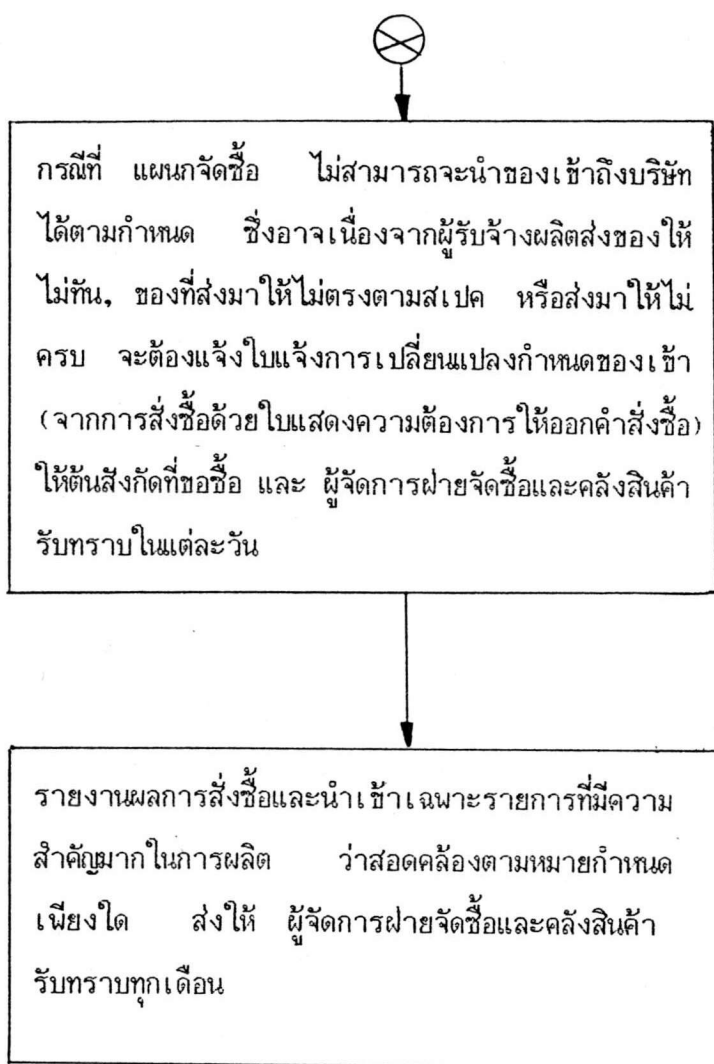 กรณีที่ แผนกจัดซื้อ ไม่สามารถจะนำของเข้าถึงบริษัท
ได้ตามกำหนด ซึ่งอาจเนื่องจากผู้รับจ้างผลิตส่งของให้
ไม่ทัน, ของที่ส่งมาให้ไม่ตรงตามสเปค หรือส่งมาให้ไม่
ครบ จะต้องแจ้งใบแจ้งการเปลี่ยนแปลงกำหนดของเข้า
(จากการสั่งซื้อด้วยใบแสดงความต้องการให้ออกคำสั่งซื้อ)
ให้ต้นสังกัดที่ขอซื้อ และ ผู้จัดการฝ่ายจัดซื้อและคลังสินค้า
รับทราบในแต่ละวัน
รายงานผลการสั่งซื้อและนำเข้าเฉพาะรายการที่มีความ
สำคัญมากในการผลิต ว่าสอดคล้องตามหมายกำหนด
เพียงใด ส่งให้ ผู้จัดการฝ่ายจัดซื้อและคลังสินค้า
รับทราบทุกเดือน